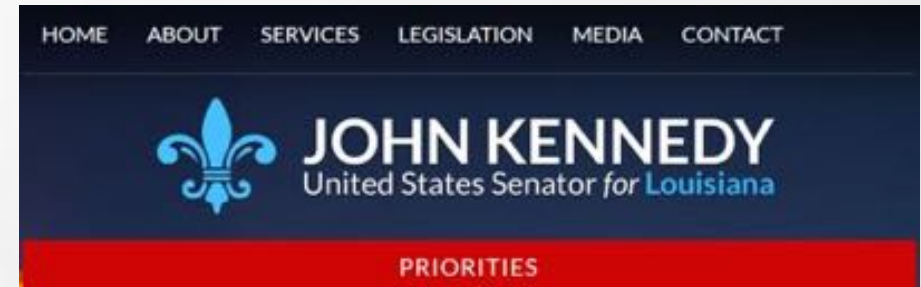 HOME ABOUT SERVICES LEGISLATION MEDIA CONTACT
JOHN KENNEDY
United States Senator for Louisiana
PRIORITIES